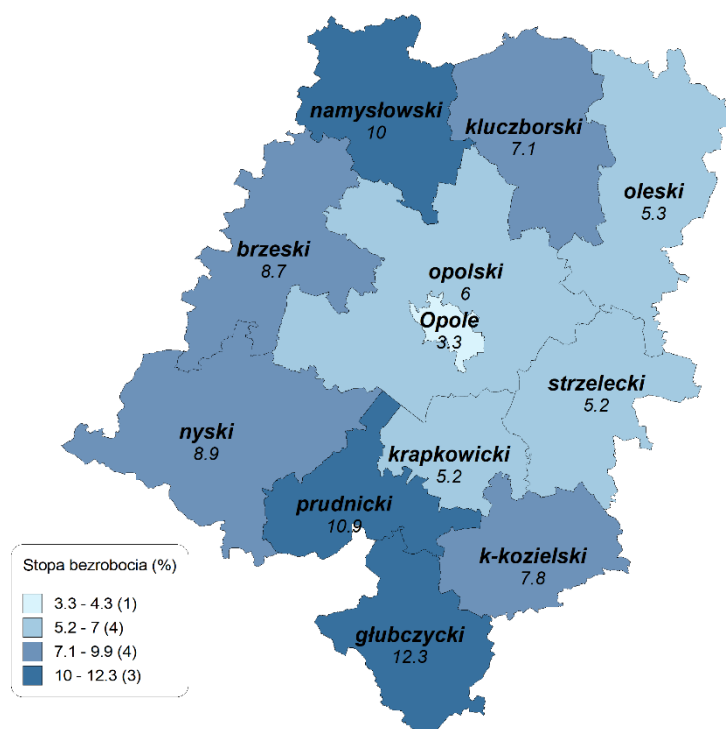 namysłowski
10
kluczborski
7.1
oleski
5.3
brzeski
8.7
opolski
6
Opole
3.3
strzelecki
5.2
nyski
8.9
krapkowicki
5.2
prudnicki
10.9
k-kozielski
7.8
głubczycki
12.3
Stopa bezrobocia (%)
3.3 - 4.3 (1)
5.2 - 7 (4)
7.1 - 9.9 (4)
10 - 12.3 (3)